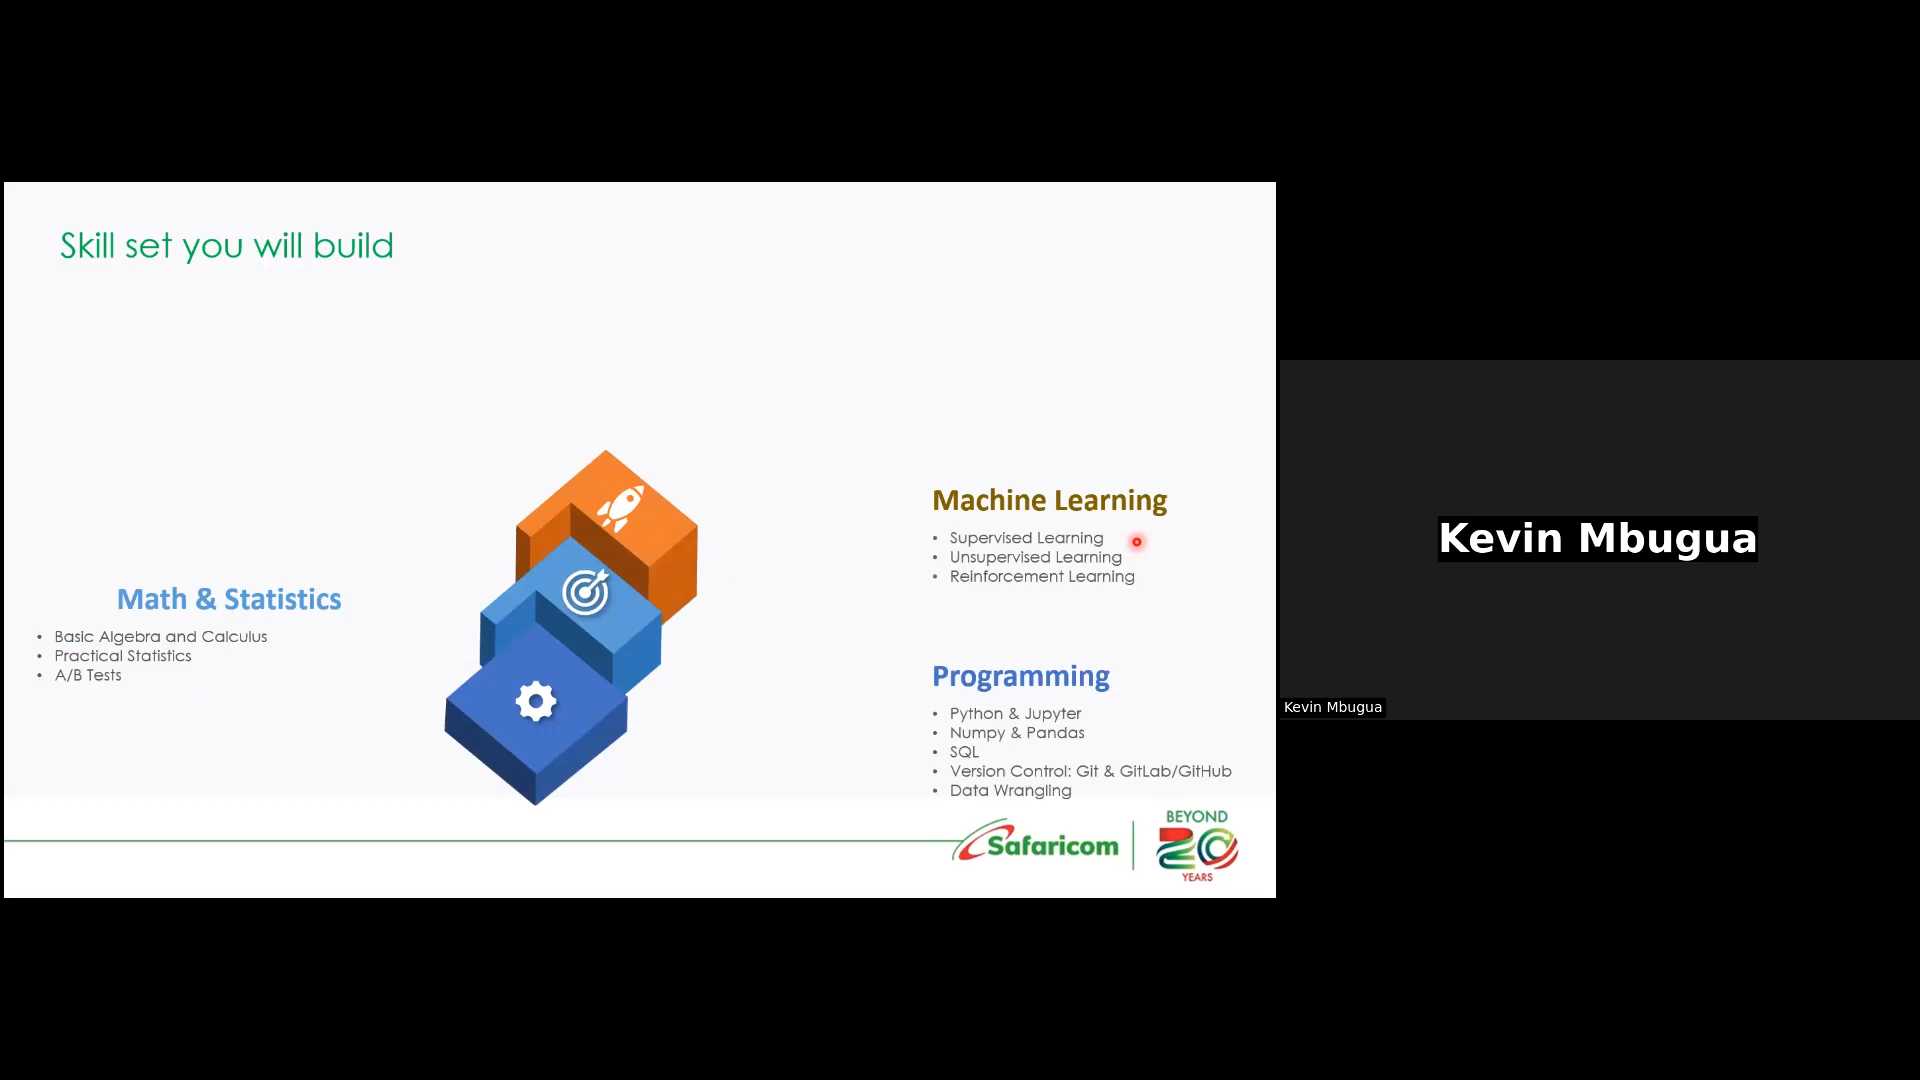 Skill set you will build
Math & Statistics
• Basic Algebra and Calculus
• Practical Statistics
• A/B Tests
Machine Learning
• Supervised Learning
• Unsupervised Learning
• Reinforcement Learning
Programming
• Python & Jupyter
• Numpy & Pandas
• SQL
• Version Control: Git & GitLab/GitHub
• Data Wrangling
Safaricom
BEYOND
20
YEARS
Kevin Mbugua
Kevin Mbugua